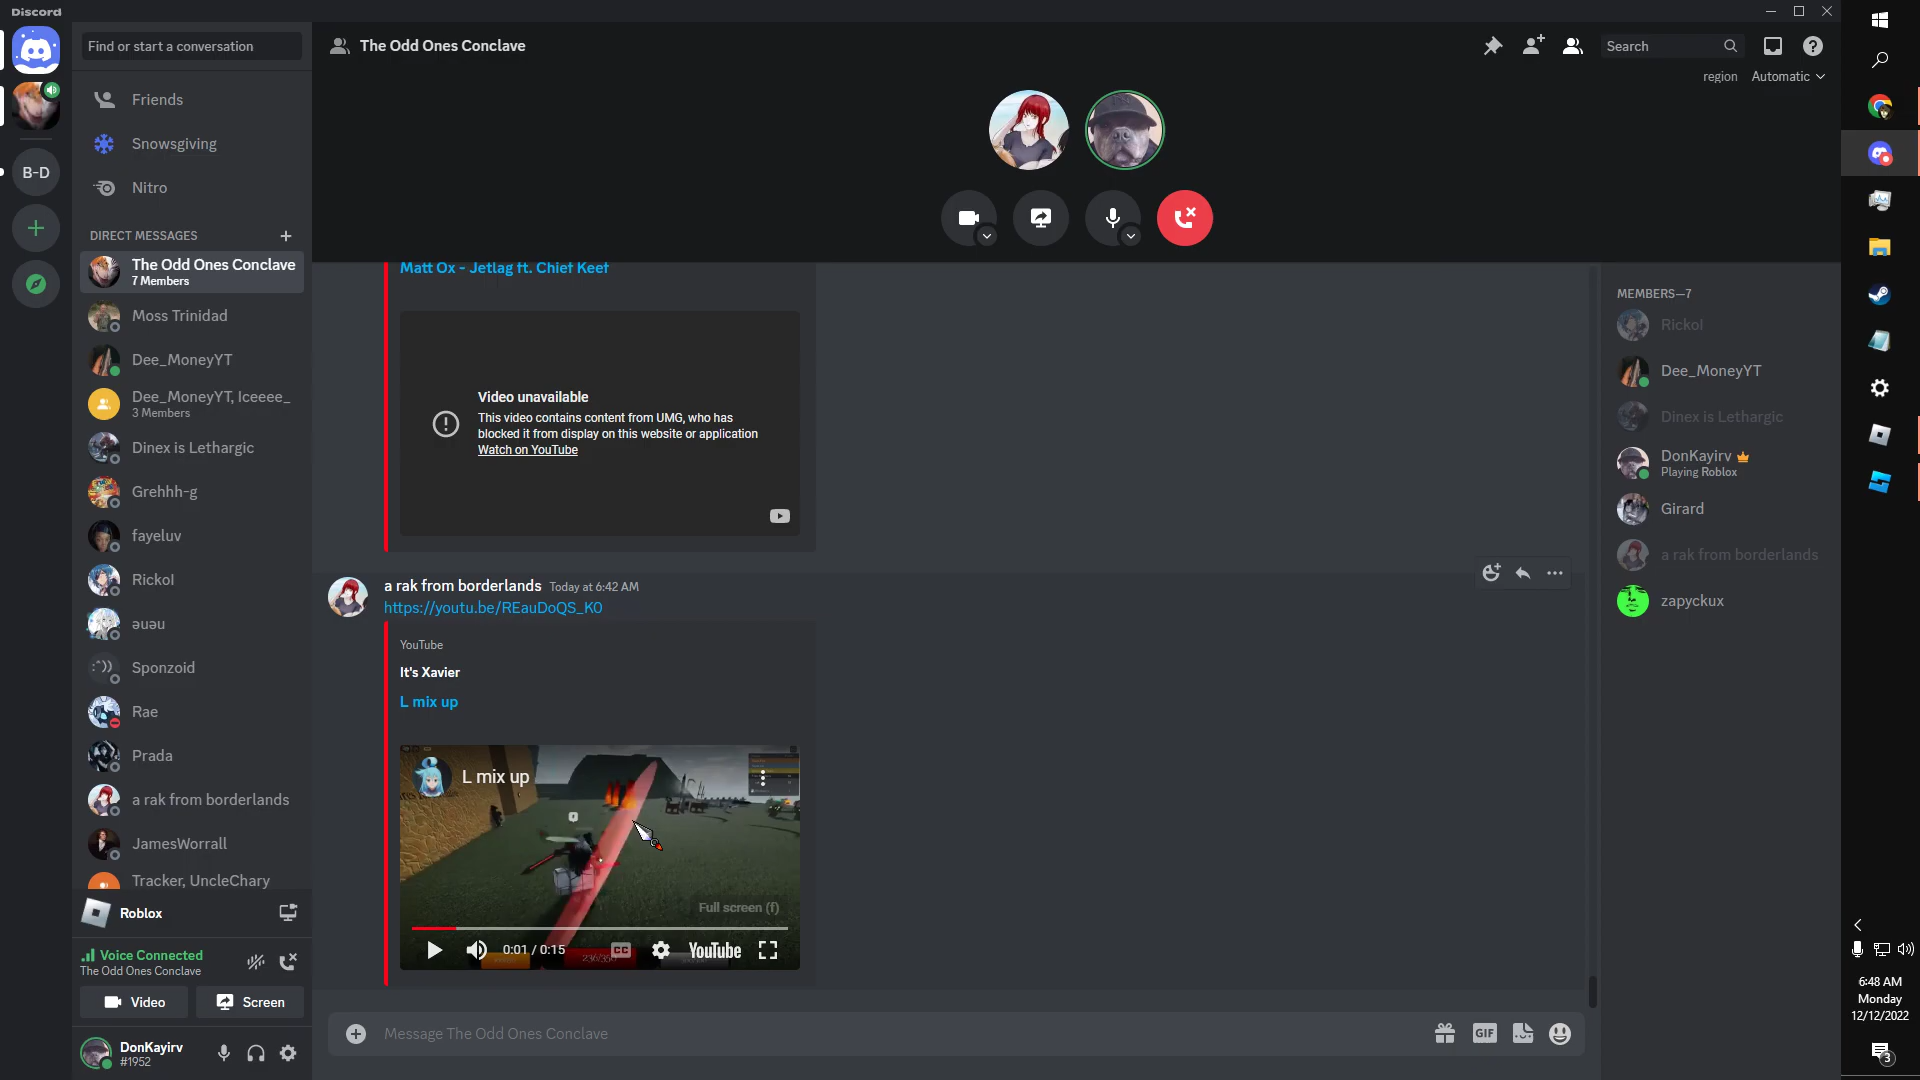 Discord
Find or start a conversation
Friends
Snowsgiving
Nitro
B-D
DIRECT MESSAGES
The Odd Ones Conclave
7 Members
Moss Trinidad
Dee_MoneyYT
Dee_MoneyYT, Iceeee_
3 Members
Dinex is Lethargic
Grehhh-g
fayeluv
Rickol
əuəu
Sponzoid
Rae
Prada
a rak from borderlands
JamesWorrall
Tracker, UncleChary
Roblox
Voice Connected
The Odd Ones Conclave
Video
Screen
DonKayirv
#1952
The Odd Ones Conclave
Search
region
Automatic
Matt Ox - Jetlag ft. Chief Keef
Video unavailable
This video contains content from UMG, who has
blocked it from display on this website or application
Watch on YouTube
a rak from borderlands Today at 6:42 AM
https://youtu.be/REauDoQS_K0
YouTube
It's Xavier
L mix up
L mix up
Full screen (f)
0:01 / 0:15
CC
YouTube
Message The Odd Ones Conclave
GIF
MEMBERS—7
Rickol
Dee_MoneyYT
Dinex is Lethargic
DonKayirv
Playing Roblox
Girard
a rak from borderlands
zapyckux
6:48 AM
Monday
12/12/2022
3